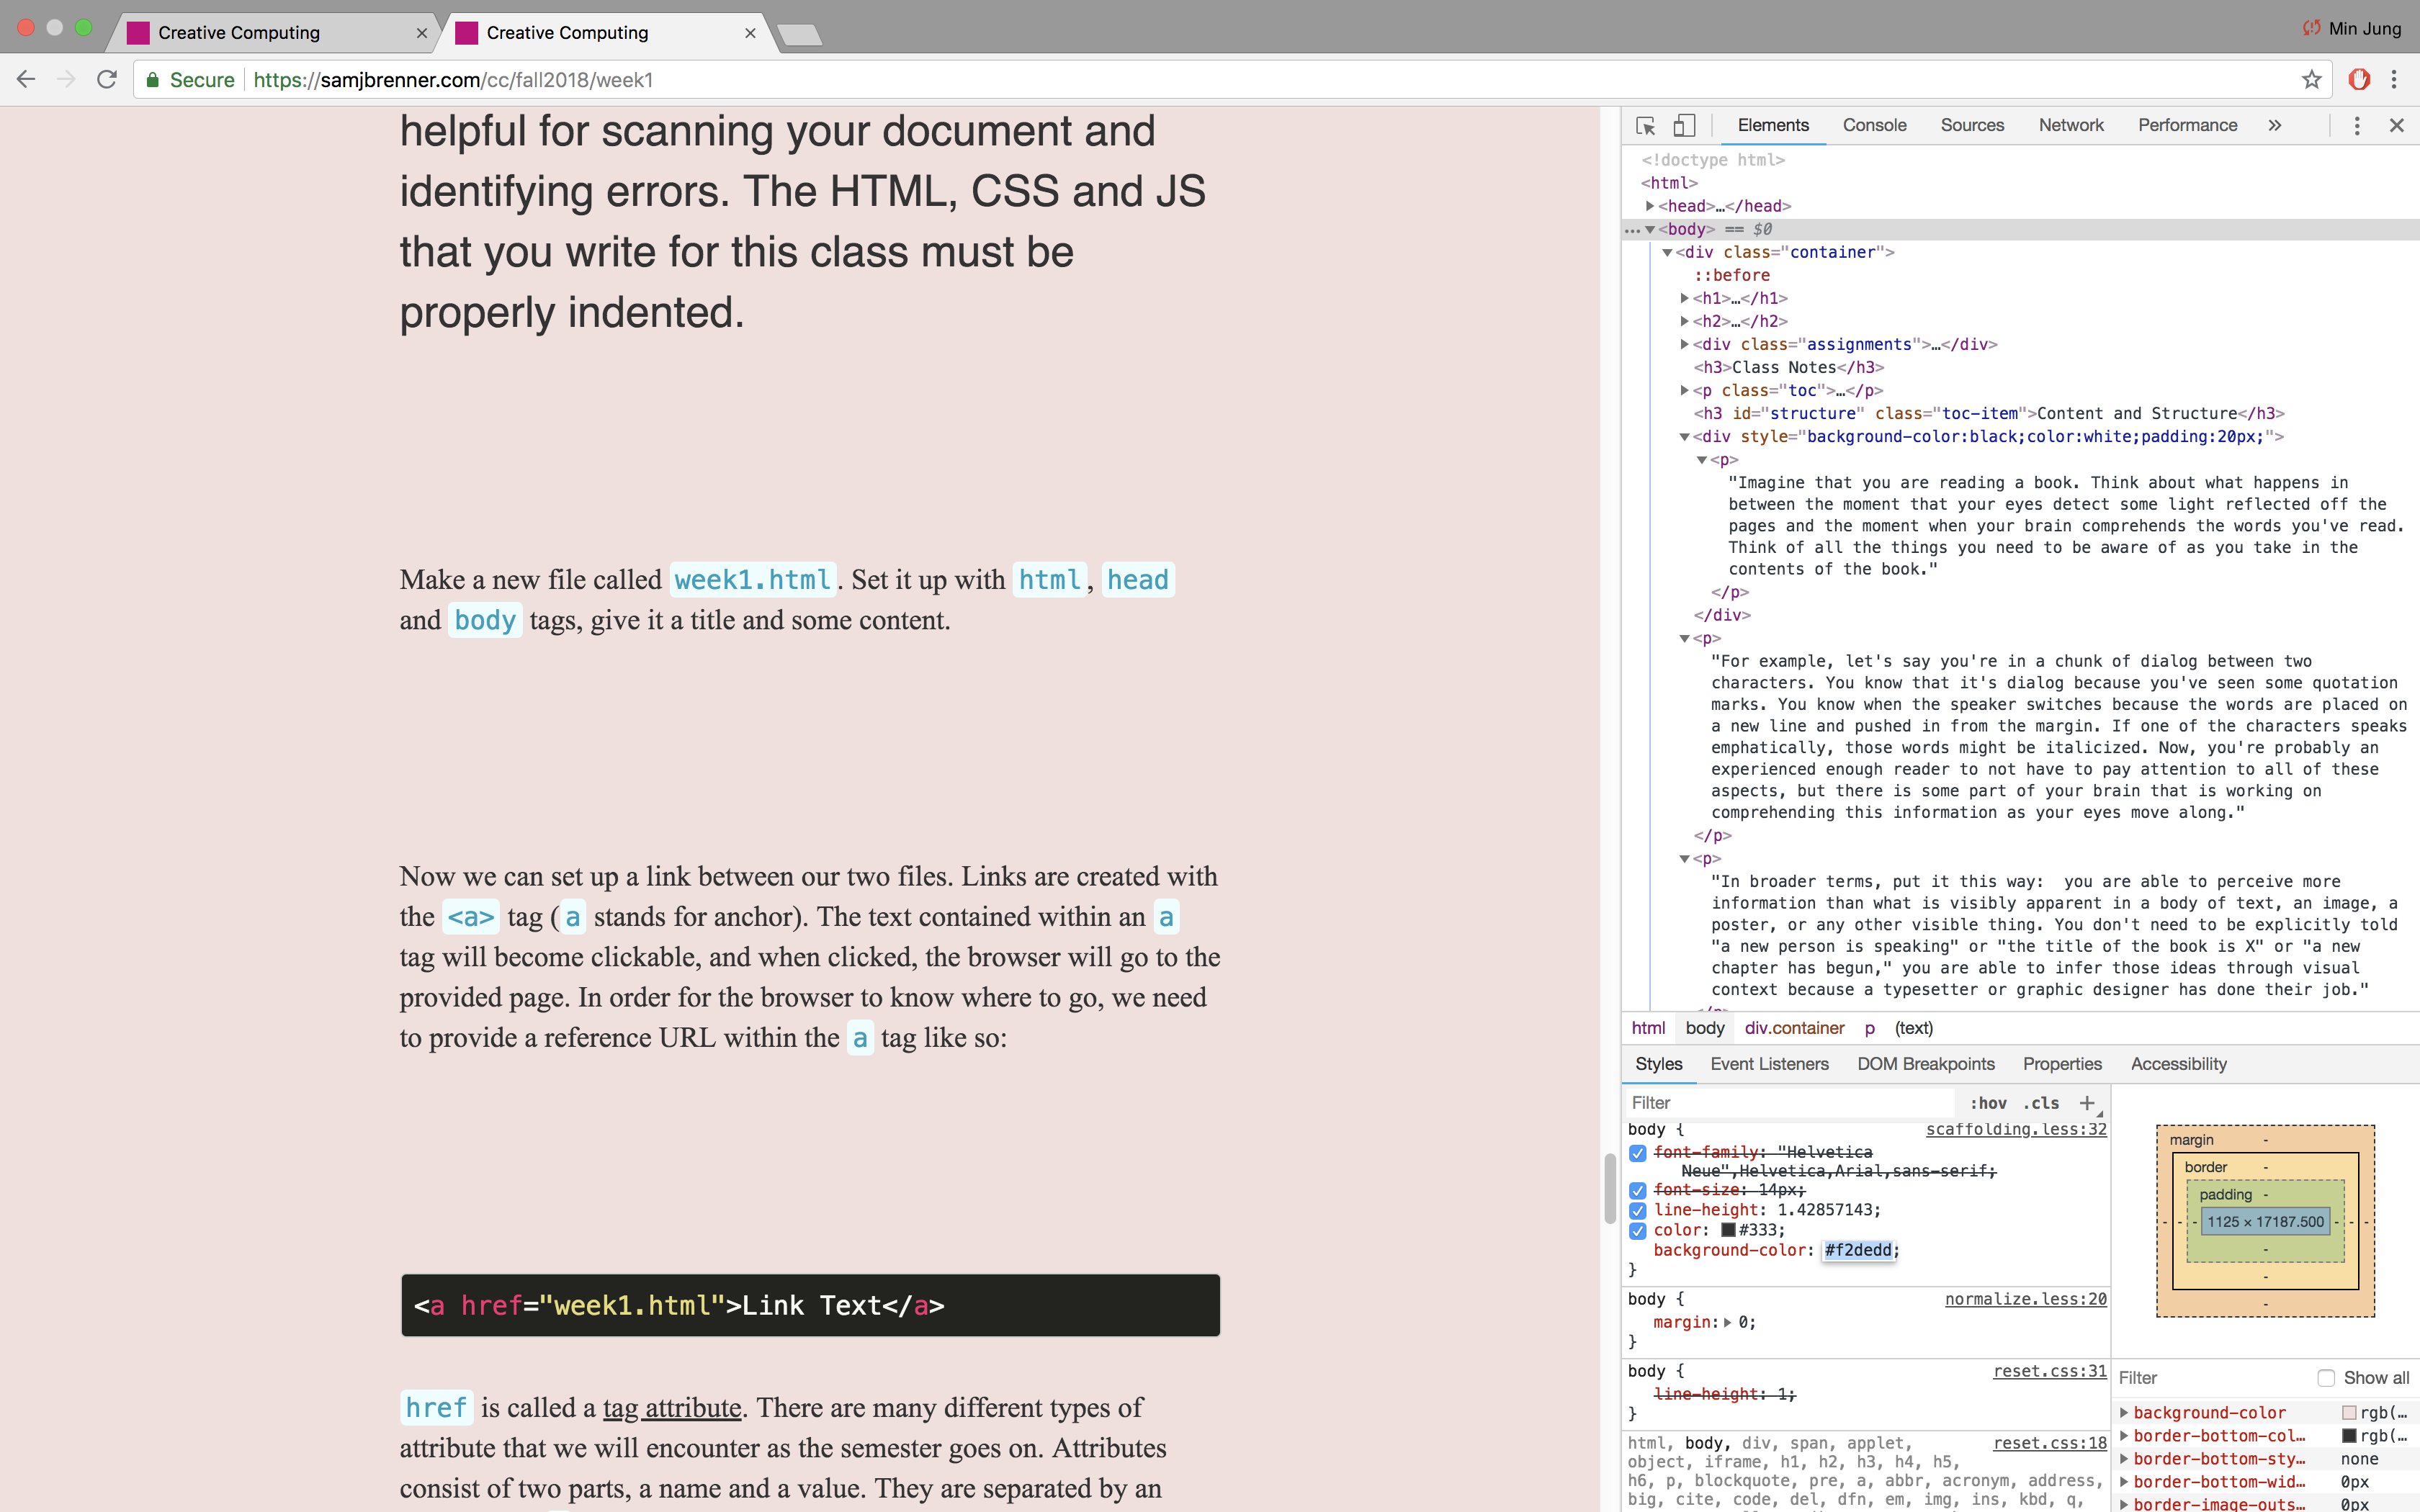 Creative Computing
Creative Computing
Min Jung
Secure
https://samjbrenner.com/cc/fall2018/week1
helpful for scanning your document and
identifying errors. The HTML, CSS and JS
that you write for this class must be
properly indented.
Make a new file called week1.html. Set it up with html, head
and body tags, give it a title and some content.
Now we can set up a link between our two files. Links are created with
the <a> tag (a stands for anchor). The text contained within an a
tag will become clickable, and when clicked, the browser will go to the
provided page. In order for the browser to know where to go, we need
to provide a reference URL within the a tag like so:
<a href="week1.html">Link Text</a>
href is called a tag attribute. There are many different types of
attribute that we will encounter as the semester goes on. Attributes
consist of two parts, a name and a value. They are separated by an
Elements Console Sources Network Performance »
<!doctype html>
<html>
<head>…</head>
… <body> == $0
<div class="container">
::before
<h1>…</h1>
<h2>…</h2>
<div class="assignments">…</div>
<h3>Class Notes</h3>
<p class="toc">…</p>
<h3 id="structure" class="toc-item">Content and Structure</h3>
<div style="background-color:black;color:white;padding:20px;">
<p>
"Imagine that you are reading a book. Think about what happens in
between the moment that your eyes detect some light reflected off the
pages and the moment when your brain comprehends the words you've read.
Think of all the things you need to be aware of as you take in the
contents of the book."
</p>
</div>
<p>
"For example, let's say you're in a chunk of dialog between two
characters. You know that it's dialog because you've seen some quotation
marks. You know when the speaker switches because the words are placed on
a new line and pushed in from the margin. If one of the characters speaks
emphatically, those words might be italicized. Now, you're probably an
experienced enough reader to not have to pay attention to all of these
aspects, but there is some part of your brain that is working on
comprehending this information as your eyes move along."
</p>
<p>
"In broader terms, put it this way:  you are able to perceive more
information than what is visibly apparent in a body of text, an image, a
poster, or any other visible thing. You don't need to be explicitly told
"a new person is speaking" or "the title of the book is X" or "a new
chapter has begun," you are able to infer those ideas through visual
context because a typesetter or graphic designer has done their job."
html body div.container p (text)
Styles Event Listeners DOM Breakpoints Properties Accessibility
Filter :hov .cls +
body { scaffolding.less:32
font-family: "Helvetica
Neue",Helvetica,Arial,sans-serif;
font-size: 14px;
line-height: 1.42857143;
color: #333;
background-color: #f2dedd;
}
body { normalize.less:20
margin: 0;
}
body { reset.css:31
line-height: 1;
}
html, body, div, span, applet, reset.css:18
object, iframe, h1, h2, h3, h4, h5,
h6, p, blockquote, pre, a, abbr, acronym, address,
big, cite, code, del, dfn, em, img, ins, kbd, q,
margin -
border -
padding -
- - - 1125 × 17187.500 - - -
-
-
-
Filter Show all
background-color rgb(…
border-bottom-col… rgb(…
border-bottom-sty… none
border-bottom-wid… 0px
border-image-outs… 0px